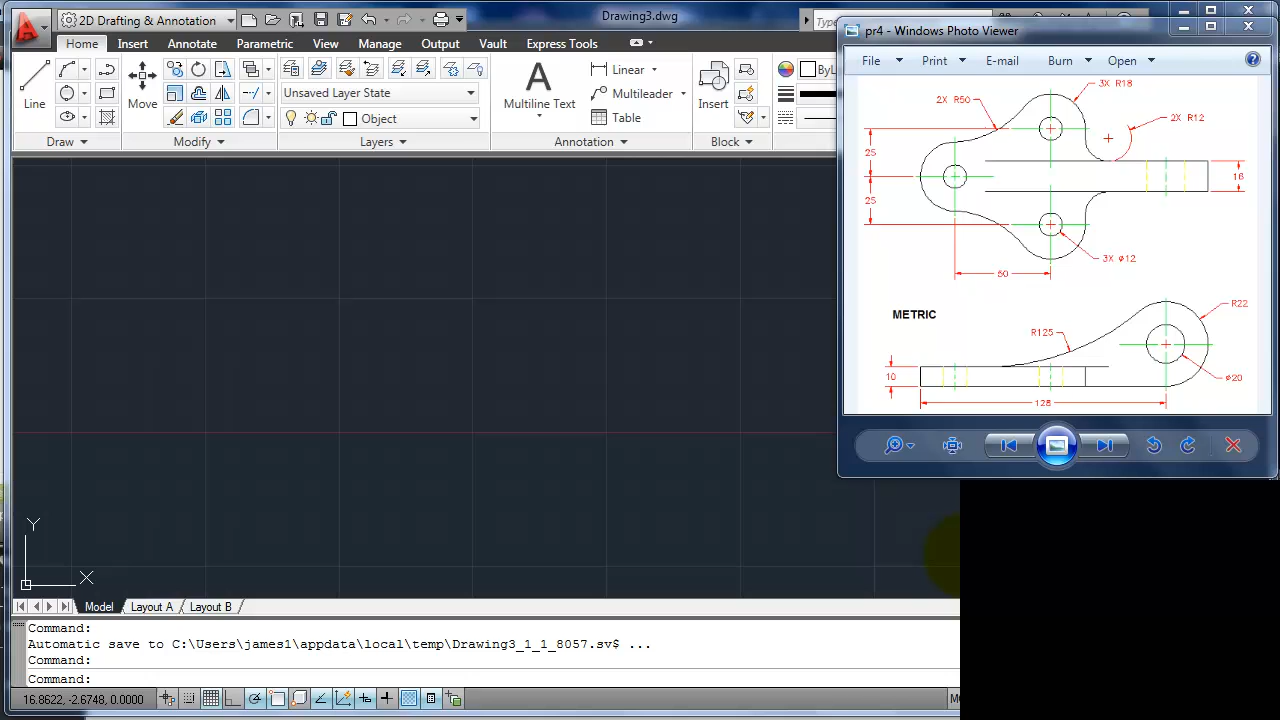 2D Drafting & Annotation
Drawing3.dwg
Home Insert Annotate Parametric View Manage Output Vault Express Tools
Line
Move
Unsaved Layer State
Object
Multiline Text
Linear
Multileader
Table
Insert
ByL
Draw
Modify
Layers
Annotation
Block
pr4 - Windows Photo Viewer
File Print E-mail Burn Open
3X R18
2X R50
2X R12
25
16
25
3X ø12
METRIC
R22
R125
10
ø20
Y
X
Model Layout A Layout B
Command:
Automatic save to C:\Users\james1\appdata\local\temp\Drawing3_1_1_8057.sv$ ...
Command:
Command:
16.8622, -2.6748, 0.0000